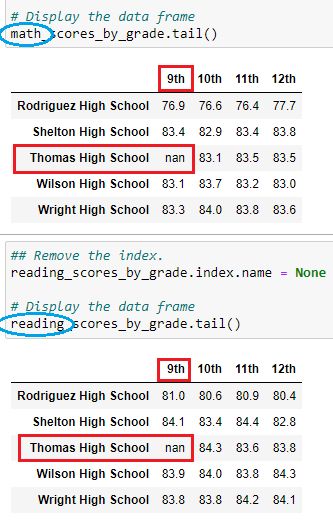 # Display the data frame
math_scores_by_grade.tail()
9th 10th 11th 12th
Rodriguez High School 76.9 76.6 76.4 77.7
Shelton High School 83.4 82.9 83.4 83.8
Thomas High School nan 83.1 83.5 83.5
Wilson High School 83.1 83.7 83.2 83.0
Wright High School 83.3 84.0 83.8 83.6
## Remove the index.
reading_scores_by_grade.index.name = None
# Display the data frame
reading_scores_by_grade.tail()
9th 10th 11th 12th
Rodriguez High School 81.0 80.6 80.9 80.4
Shelton High School 84.1 83.4 84.4 82.8
Thomas High School nan 84.3 83.6 83.8
Wilson High School 83.9 84.0 83.8 84.3
Wright High School 83.8 83.8 84.2 84.1